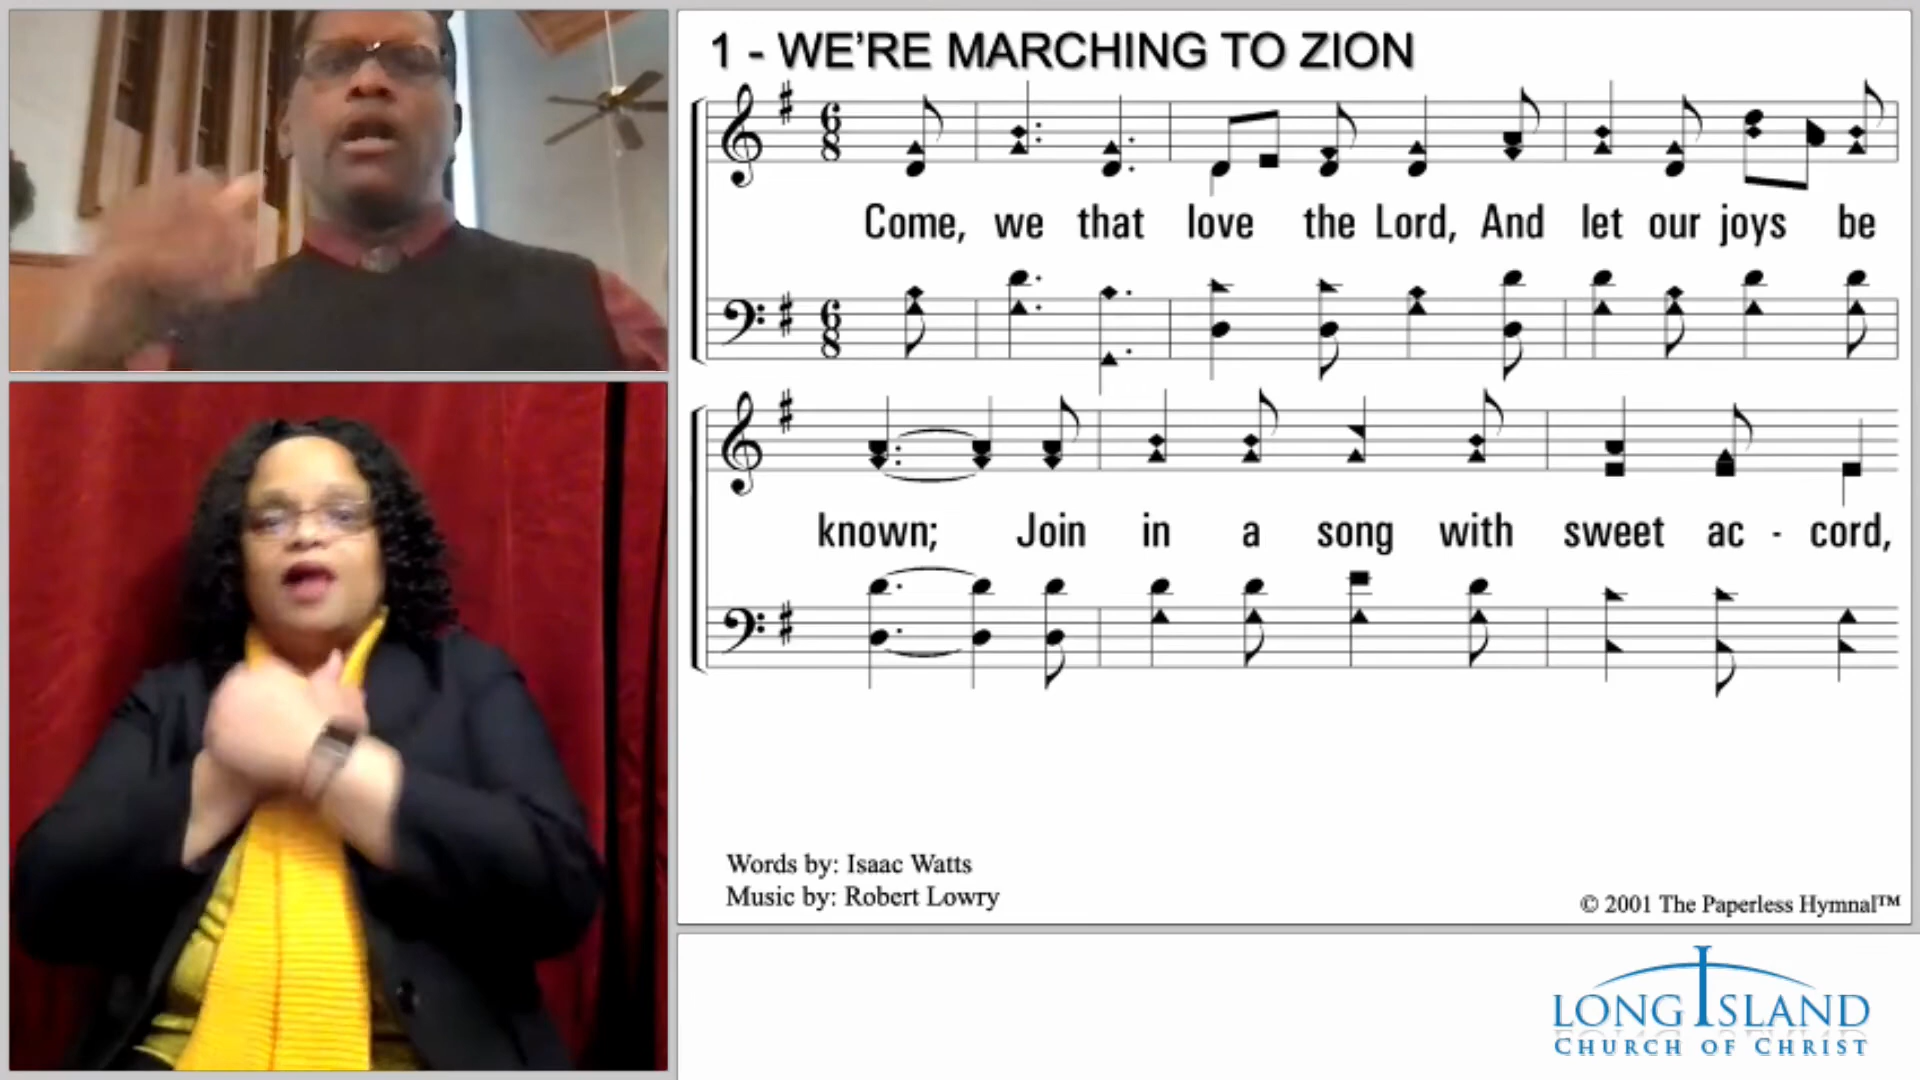 1 - WE'RE MARCHING TO ZION
Come, we that love the Lord, And let our joys be
known; Join in a song with sweet ac - cord,
Words by: Isaac Watts
Music by: Robert Lowry
© 2001 The Paperless Hymnal™
LONG ISLAND
CHURCH OF CHRIST